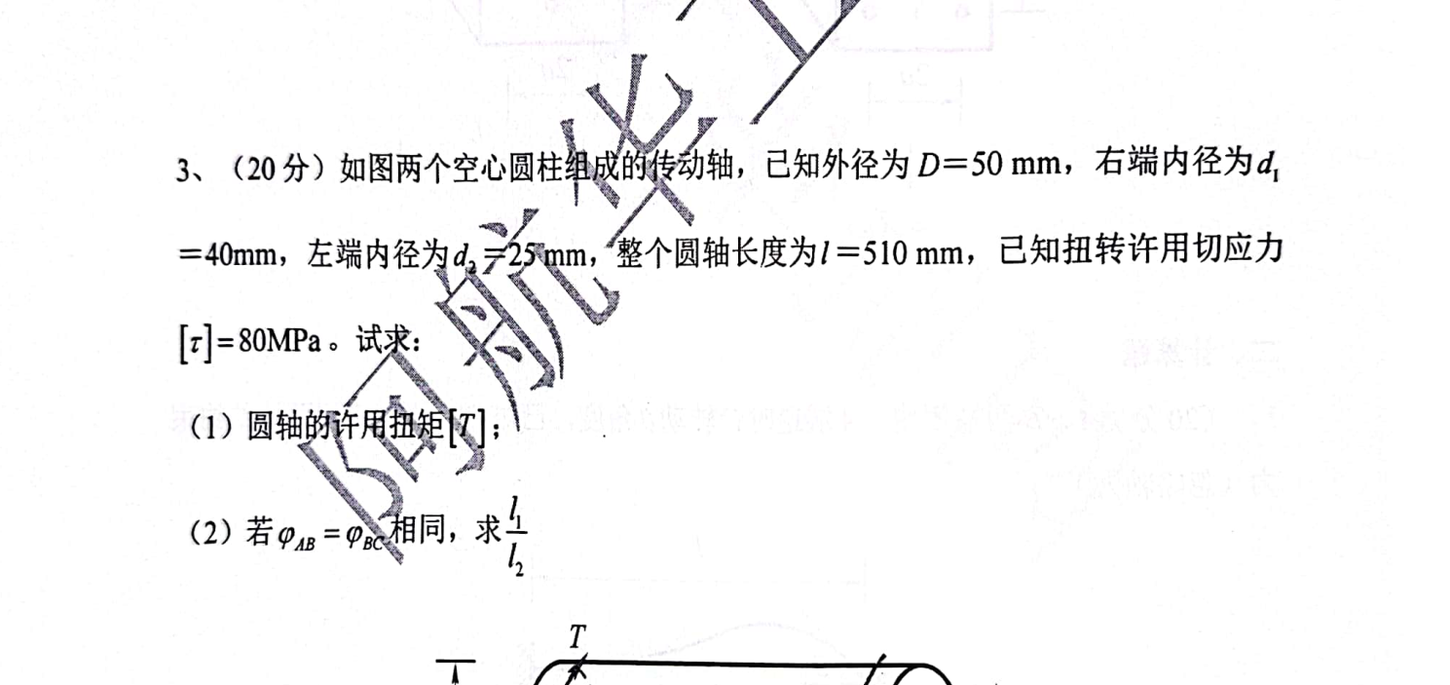 3、（20分）如图两个空心圆柱组成的传动轴，已知外径为 D＝50 mm，右端内径为d₁
＝40mm，左端内径为d₂＝25 mm，整个圆轴长度为l＝510 mm，已知扭转许用切应力
[τ]=80MPa。试求：
（1）圆轴的许用扭矩[T]；
（2）若φ_AB=φ_BC相同，求l₁/l₂
T
阿航华